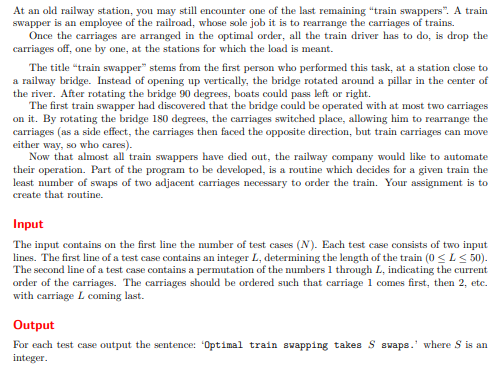 At an old railway station, you may still encounter one of the last remaining “train swappers”. A train
swapper is an employee of the railroad, whose sole job it is to rearrange the carriages of trains.
Once the carriages are arranged in the optimal order, all the train driver has to do, is drop the
carriages off, one by one, at the stations for which the load is meant.
The title “train swapper” stems from the first person who performed this task, at a station close to
a railway bridge. Instead of opening up vertically, the bridge rotated around a pillar in the center of
the river. After rotating the bridge 90 degrees, boats could pass left or right.
The first train swapper had discovered that the bridge could be operated with at most two carriages
on it. By rotating the bridge 180 degrees, the carriages switched place, allowing him to rearrange the
carriages (as a side effect, the carriages then faced the opposite direction, but train carriages can move
either way, so who cares).
Now that almost all train swappers have died out, the railway company would like to automate
their operation. Part of the program to be developed, is a routine which decides for a given train the
least number of swaps of two adjacent carriages necessary to order the train. Your assignment is to
create that routine.
Input
The input contains on the first line the number of test cases (N). Each test case consists of two input
lines. The first line of a test case contains an integer L, determining the length of the train (0 ≤ L ≤ 50).
The second line of a test case contains a permutation of the numbers 1 through L, indicating the current
order of the carriages. The carriages should be ordered such that carriage 1 comes first, then 2, etc.
with carriage L coming last.
Output
For each test case output the sentence: ‘Optimal train swapping takes S swaps.’ where S is an
integer.